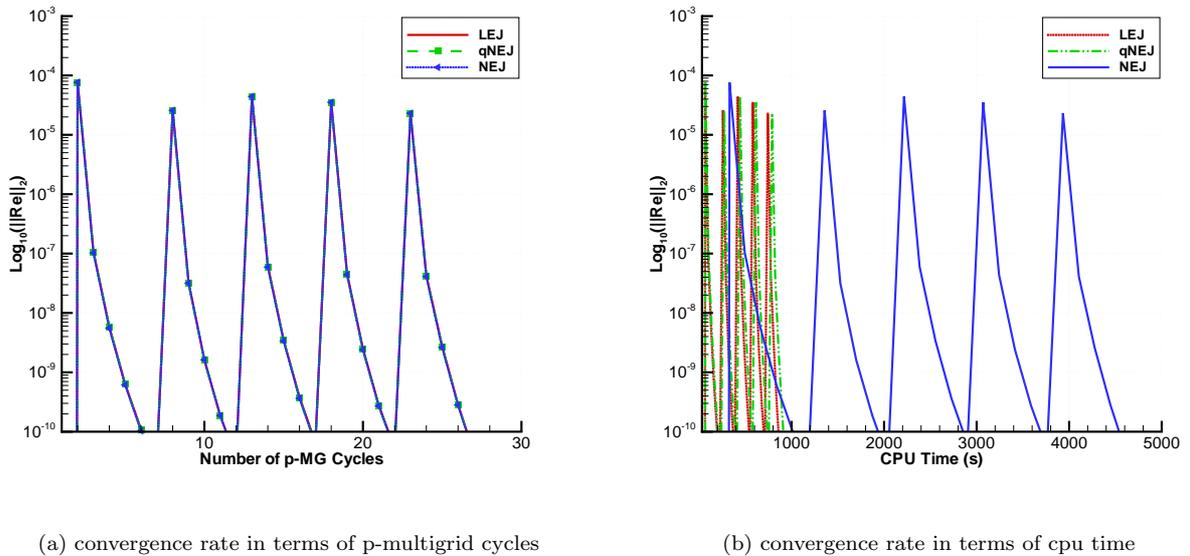 10⁻³
10⁻⁴
10⁻⁵
10⁻⁶
10⁻⁷
10⁻⁸
10⁻⁹
10⁻¹⁰
Log₁₀(||Re||₂)
LEJ
qNEJ
NEJ
10 20 30
Number of p-MG Cycles
10⁻³
10⁻⁴
10⁻⁵
10⁻⁶
10⁻⁷
10⁻⁸
10⁻⁹
10⁻¹⁰
Log₁₀(||Re||₂)
LEJ
qNEJ
NEJ
1000 2000 3000 4000 5000
CPU Time (s)
(a) convergence rate in terms of p-multigrid cycles
(b) convergence rate in terms of cpu time